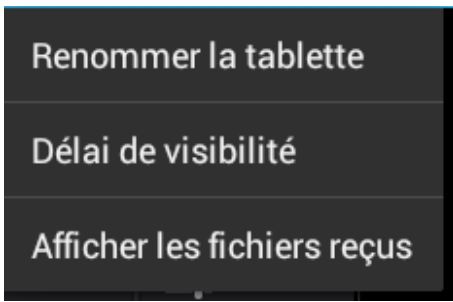 Renommer la tablette
Délai de visibilité
Afficher les fichiers reçus